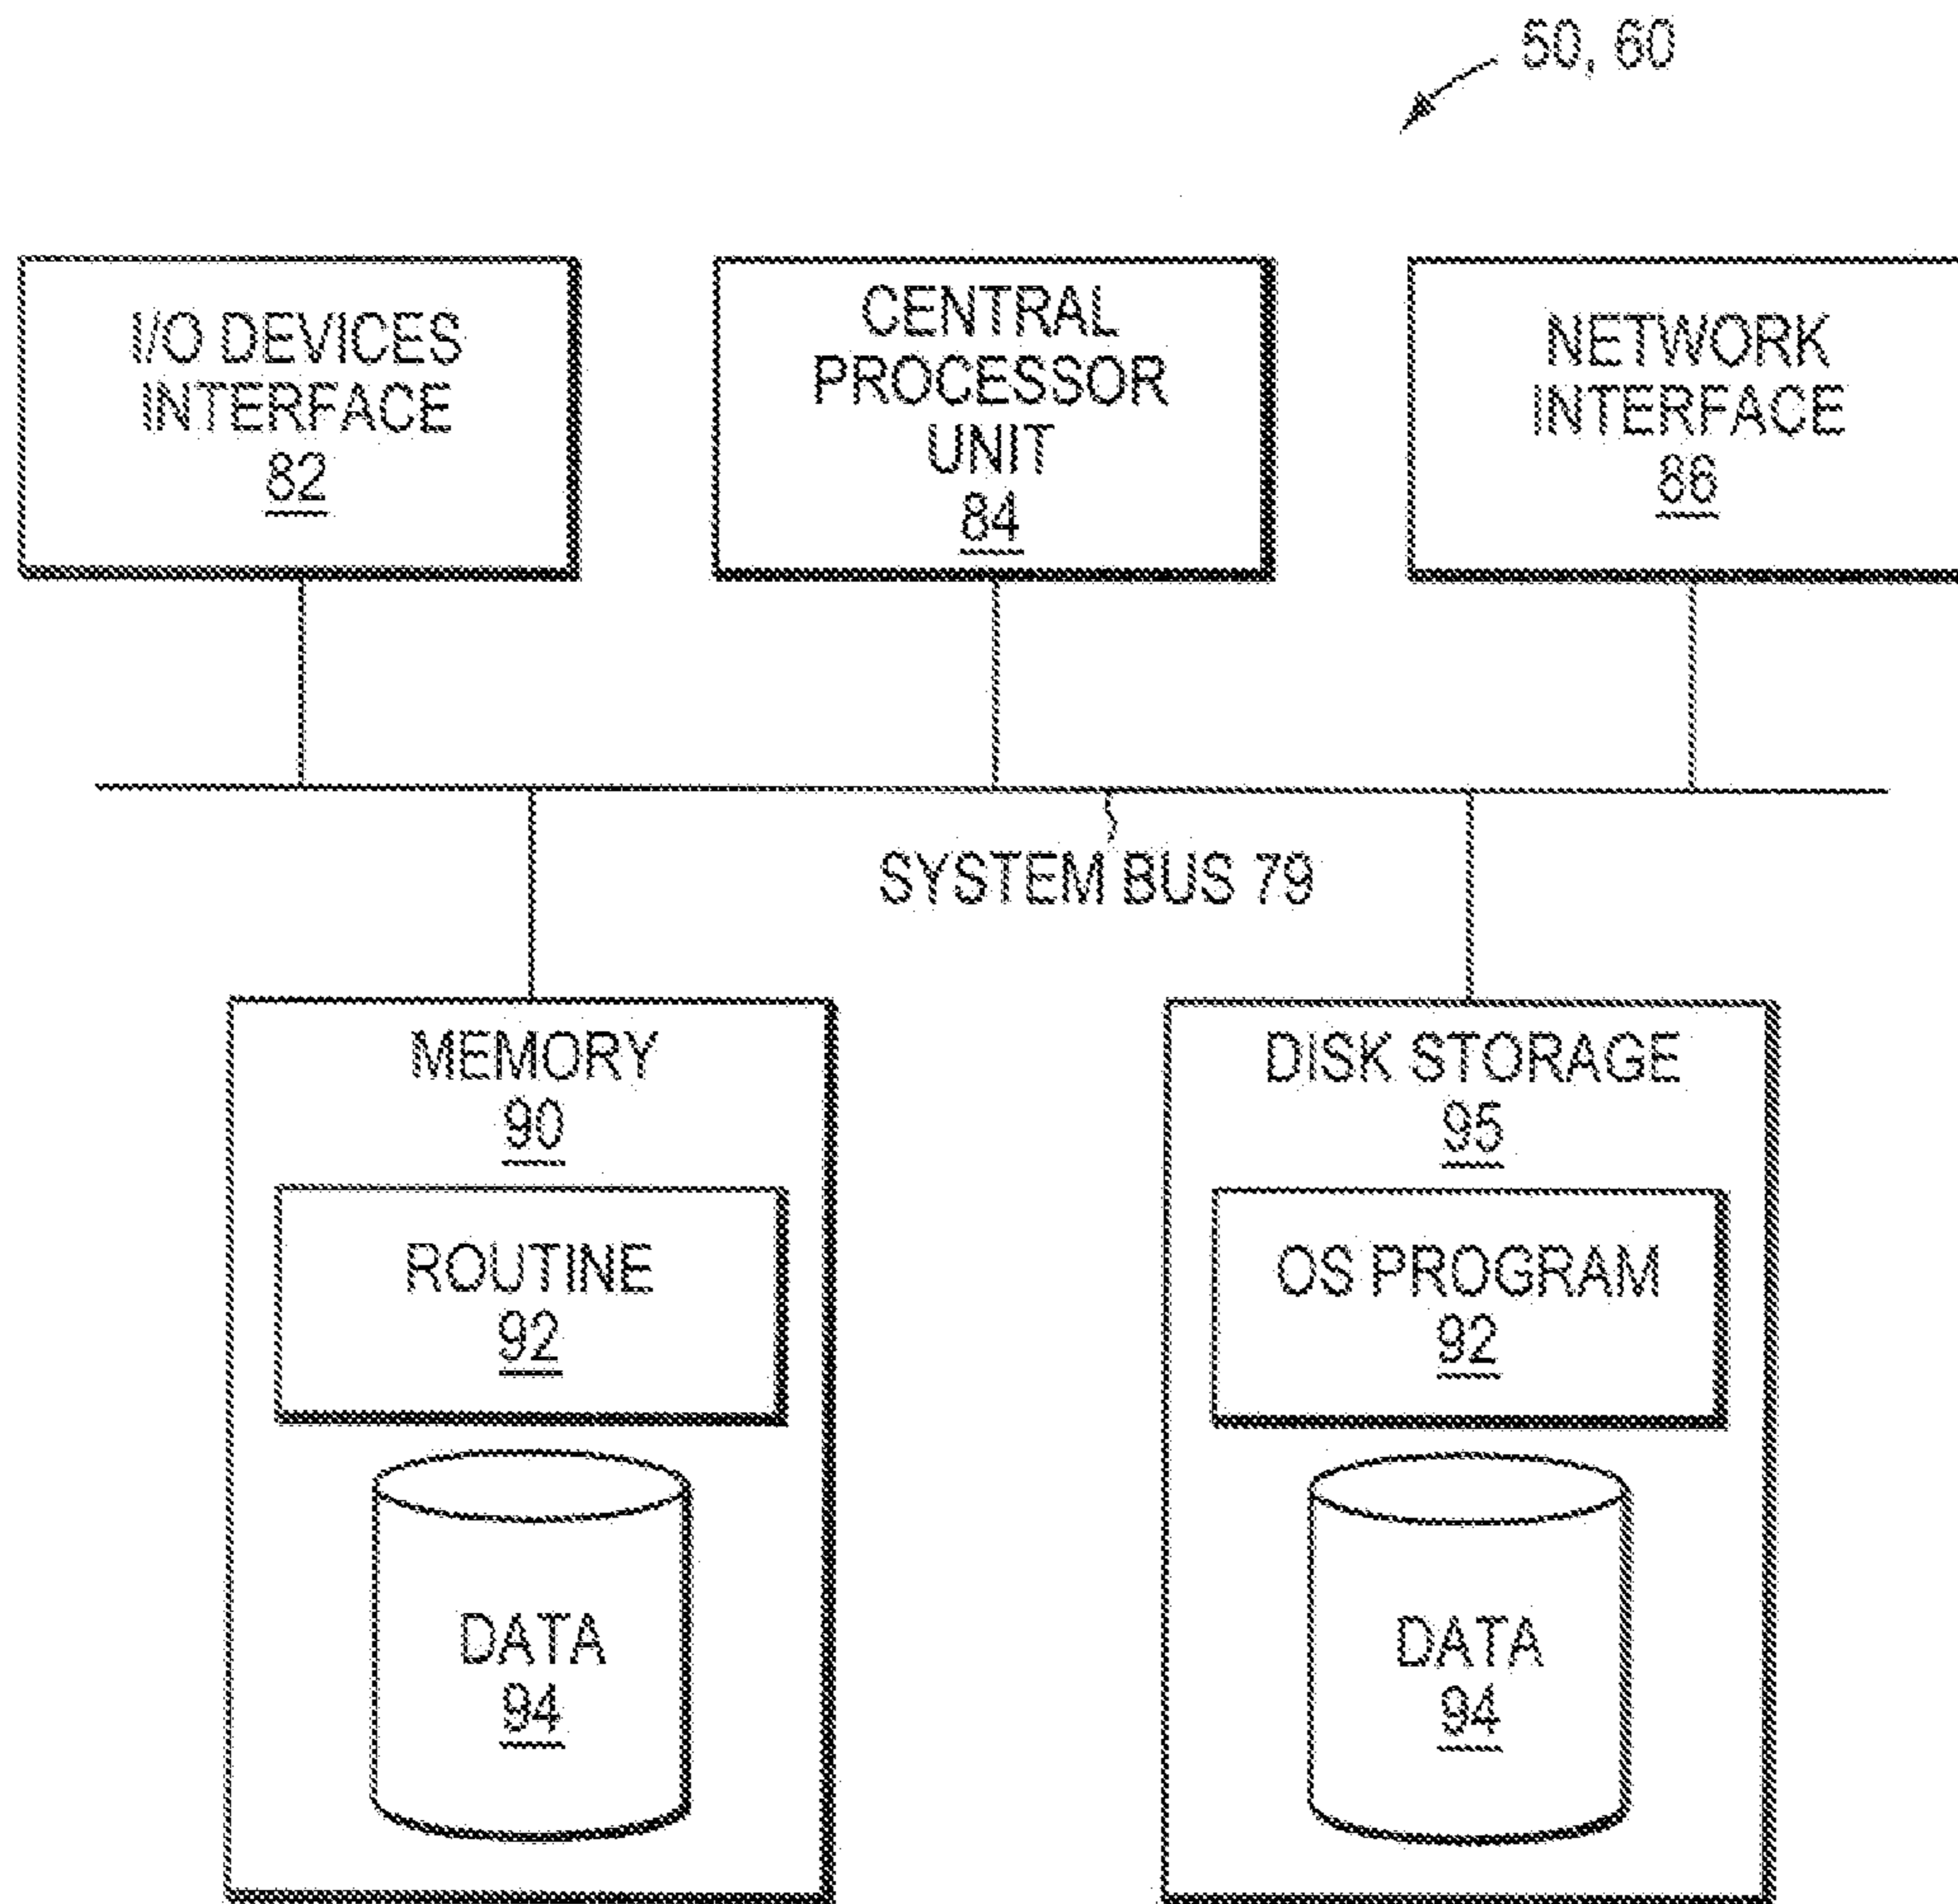 50, 60
I/O DEVICES
INTERFACE
82
CENTRAL
PROCESSOR
UNIT
84
NETWORK
INTERFACE
86
SYSTEM BUS 79
MEMORY
90
ROUTINE
92
DATA
94
DISK STORAGE
95
OS PROGRAM
92
DATA
94